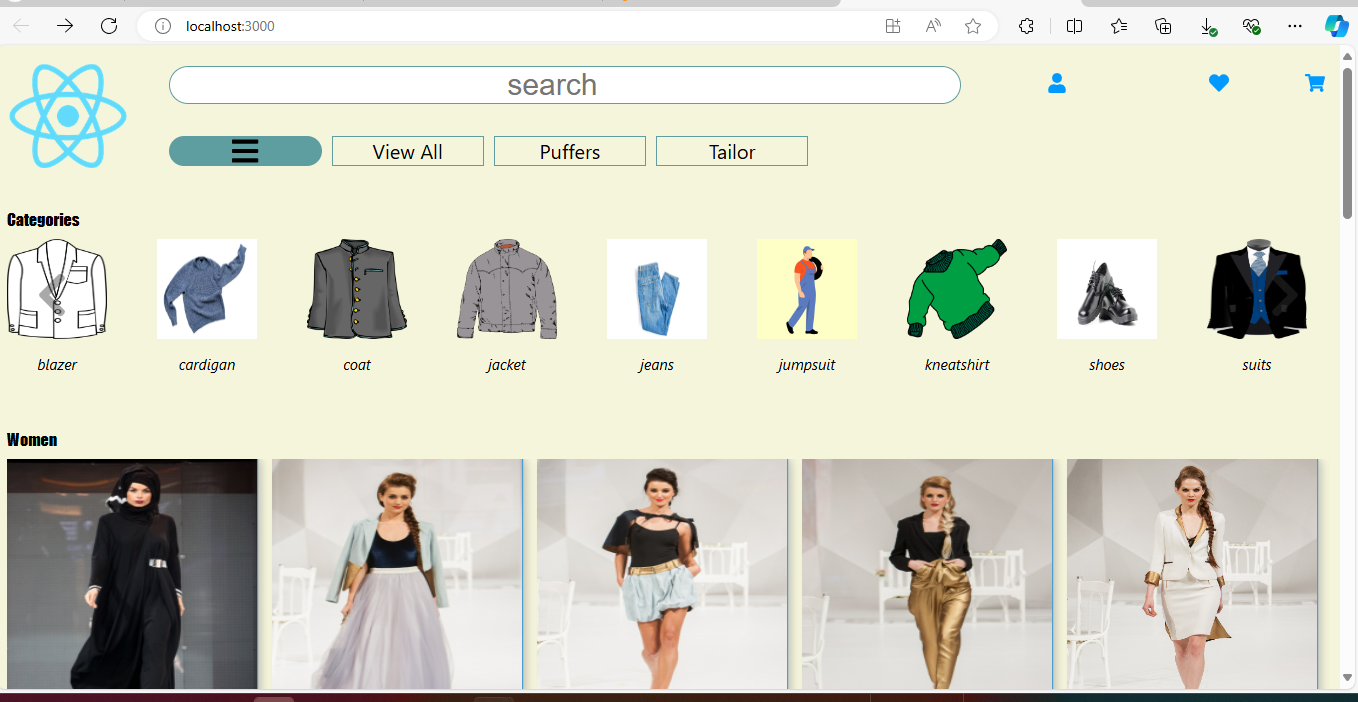 localhost:3000
search
View All
Puffers
Tailor
Categories
blazer
cardigan
coat
jacket
jeans
jumpsuit
kneatshirt
shoes
suits
Women